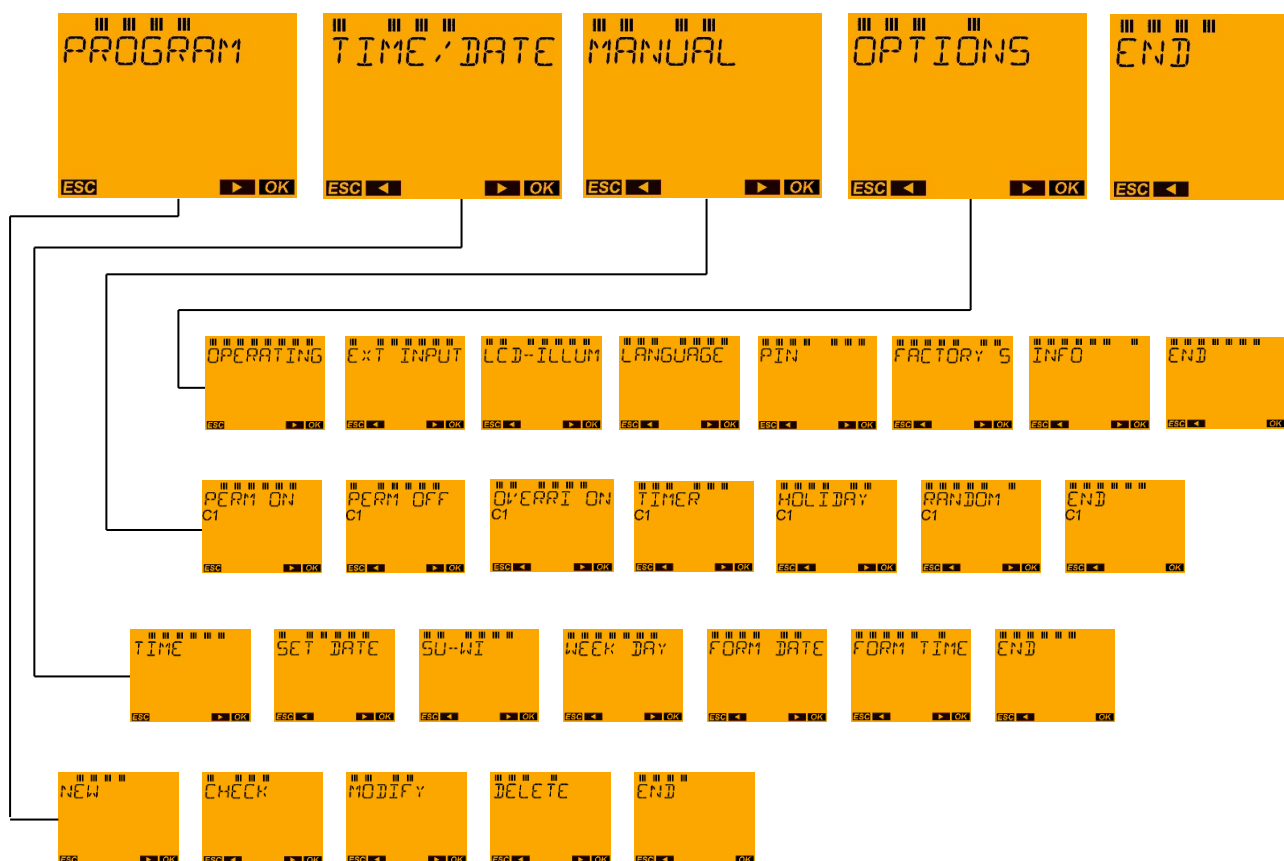 PROGRAM
ESC ► OK
TIME/DATE
ESC ◄ ► OK
MANUAL
ESC ◄ ► OK
OPTIONS
ESC ◄ ► OK
END
ESC ◄
OPERATING
ESC ► OK
EXT INPUT
ESC ◄ ► OK
LCD-ILLUM
ESC ◄ ► OK
LANGUAGE
ESC ◄ ► OK
PIN
ESC ◄ ► OK
FACTORY S
ESC ◄ ► OK
INFO
ESC ◄ ► OK
END
ESC ◄ OK
PERM ON
C1
ESC ► OK
PERM OFF
C1
ESC ◄ ► OK
OVERRI ON
C1
ESC ◄ ► OK
TIMER
C1
ESC ◄ ► OK
HOLIDAY
C1
ESC ◄ ► OK
RANDOM
C1
ESC ◄ ► OK
END
C1
ESC ◄ OK
TIME
ESC ► OK
SET DATE
ESC ◄ ► OK
SU-WI
ESC ◄ ► OK
WEEK DAY
ESC ◄ ► OK
FORM DATE
ESC ◄ ► OK
FORM TIME
ESC ◄ ► OK
END
ESC ◄ OK
NEW
ESC ► OK
CHECK
ESC ◄ ► OK
MODIFY
ESC ◄ ► OK
DELETE
ESC ◄ ► OK
END
ESC ◄ OK